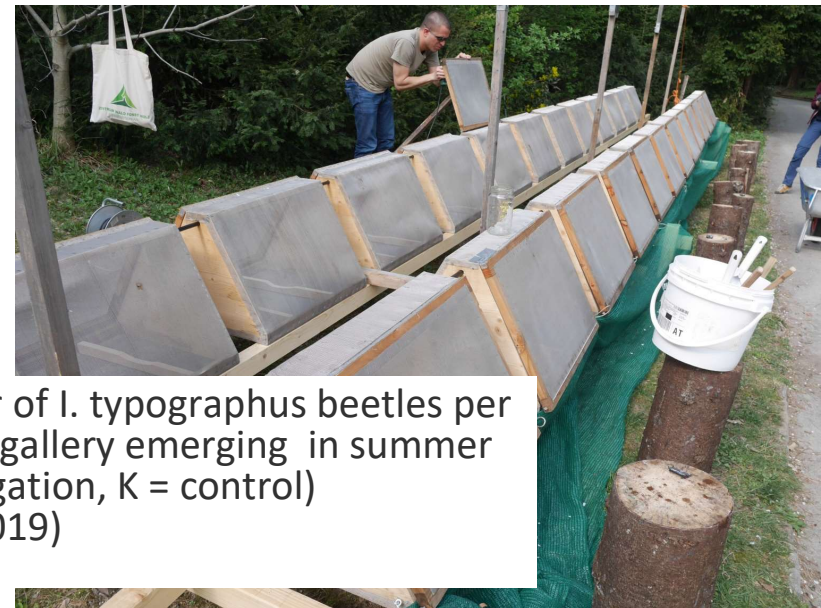 r of I. typographus beetles per
gallery emerging in summer
gation, K = control)
019)
AT